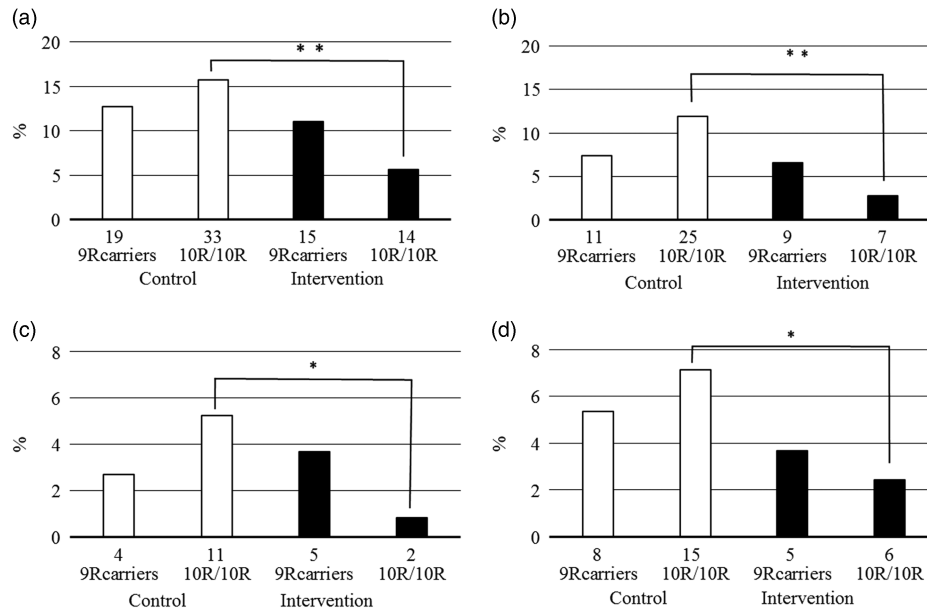 (a)
20
* *
15
%
10
5
0
19 33 15 14
9Rcarriers 10R/10R 9Rcarriers 10R/10R
Control Intervention
(b)
20
* *
15
%
10
5
0
11 25 9 7
9Rcarriers 10R/10R 9Rcarriers 10R/10R
Control Intervention
(c)
8
*
6
%
4
2
0
4 11 5 2
9Rcarriers 10R/10R 9Rcarriers 10R/10R
Control Intervention
(d)
8
*
6
%
4
2
0
8 15 5 6
9Rcarriers 10R/10R 9Rcarriers 10R/10R
Control Intervention